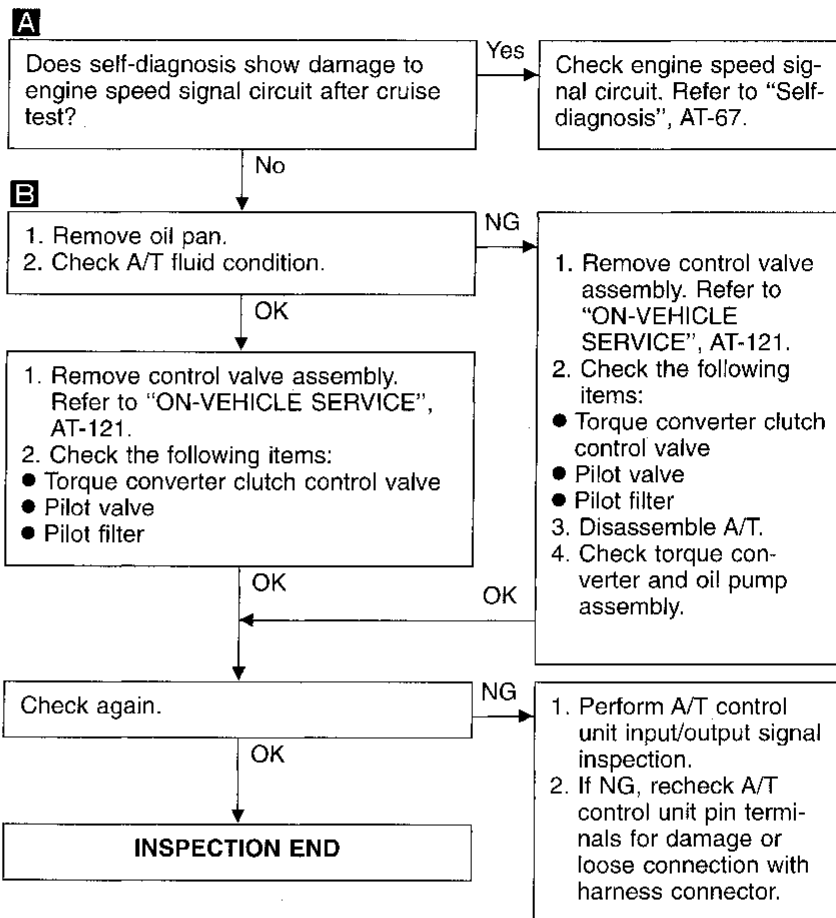 A
Does self-diagnosis show damage to
engine speed signal circuit after cruise
test?
Yes
Check engine speed sig-
nal circuit. Refer to “Self-
diagnosis”, AT-67.
No
B
1. Remove oil pan.
2. Check A/T fluid condition.
NG
1. Remove control valve
assembly. Refer to
“ON-VEHICLE
SERVICE”, AT-121.
2. Check the following
items:
● Torque converter clutch
control valve
● Pilot valve
● Pilot filter
3. Disassemble A/T.
4. Check torque con-
verter and oil pump
assembly.
OK
1. Remove control valve assembly.
Refer to “ON-VEHICLE SERVICE”,
AT-121.
2. Check the following items:
● Torque converter clutch control valve
● Pilot valve
● Pilot filter
OK
OK
Check again.
NG
1. Perform A/T control
unit input/output signal
inspection.
2. If NG, recheck A/T
control unit pin termi-
nals for damage or
loose connection with
harness connector.
OK
INSPECTION END